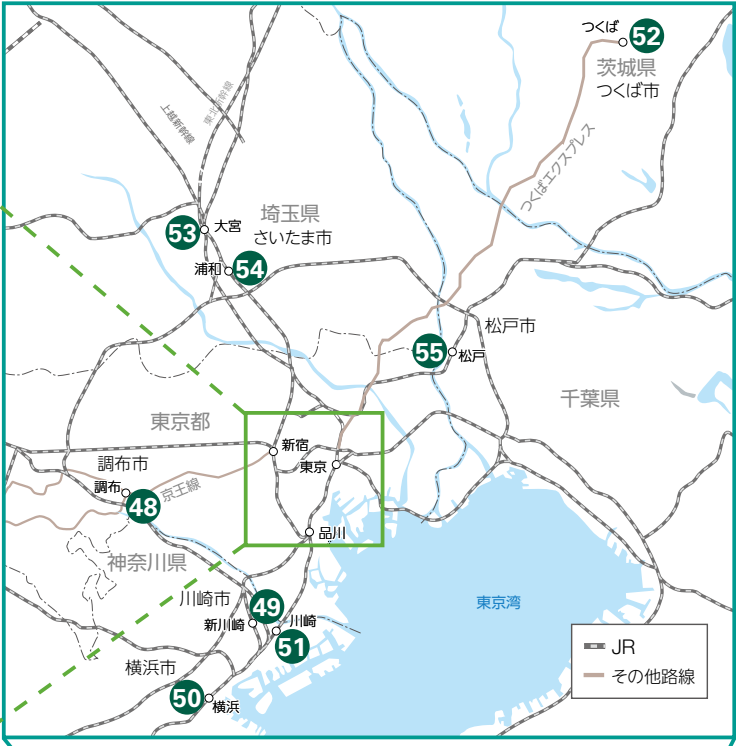 つくば
52
茨城県
つくば市
東北新幹線
上越新幹線
つくばエクスプレス
埼玉県
さいたま市
53
大宮
浦和
54
松戸市
55
松戸
千葉県
東京都
新宿
東京
調布市
調布
京王線
48
品川
神奈川県
川崎市
49
新川崎
川崎
51
東京湾
横浜市
50
横浜
JR
その他路線